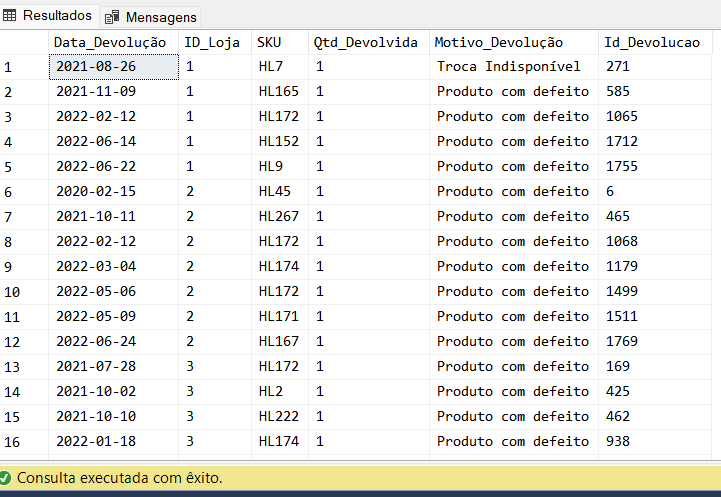 Resultados Mensagens
Data_Devolução ID_Loja SKU Qtd_Devolvida Motivo_Devolução Id_Devolucao
1 2021-08-26 1 HL7 1 Troca Indisponível 271
2 2021-11-09 1 HL165 1 Produto com defeito 585
3 2022-02-12 1 HL172 1 Produto com defeito 1065
4 2022-06-14 1 HL152 1 Produto com defeito 1712
5 2022-06-22 1 HL9 1 Produto com defeito 1755
6 2020-02-15 2 HL45 1 Produto com defeito 6
7 2021-10-11 2 HL267 1 Produto com defeito 465
8 2022-02-12 2 HL172 1 Produto com defeito 1068
9 2022-03-04 2 HL174 1 Produto com defeito 1179
10 2022-05-06 2 HL172 1 Produto com defeito 1499
11 2022-05-09 2 HL171 1 Produto com defeito 1511
12 2022-06-24 2 HL167 1 Produto com defeito 1769
13 2021-07-28 3 HL172 1 Produto com defeito 169
14 2021-10-02 3 HL2 1 Produto com defeito 425
15 2021-10-10 3 HL222 1 Produto com defeito 462
16 2022-01-18 3 HL174 1 Produto com defeito 938
Consulta executada com êxito.